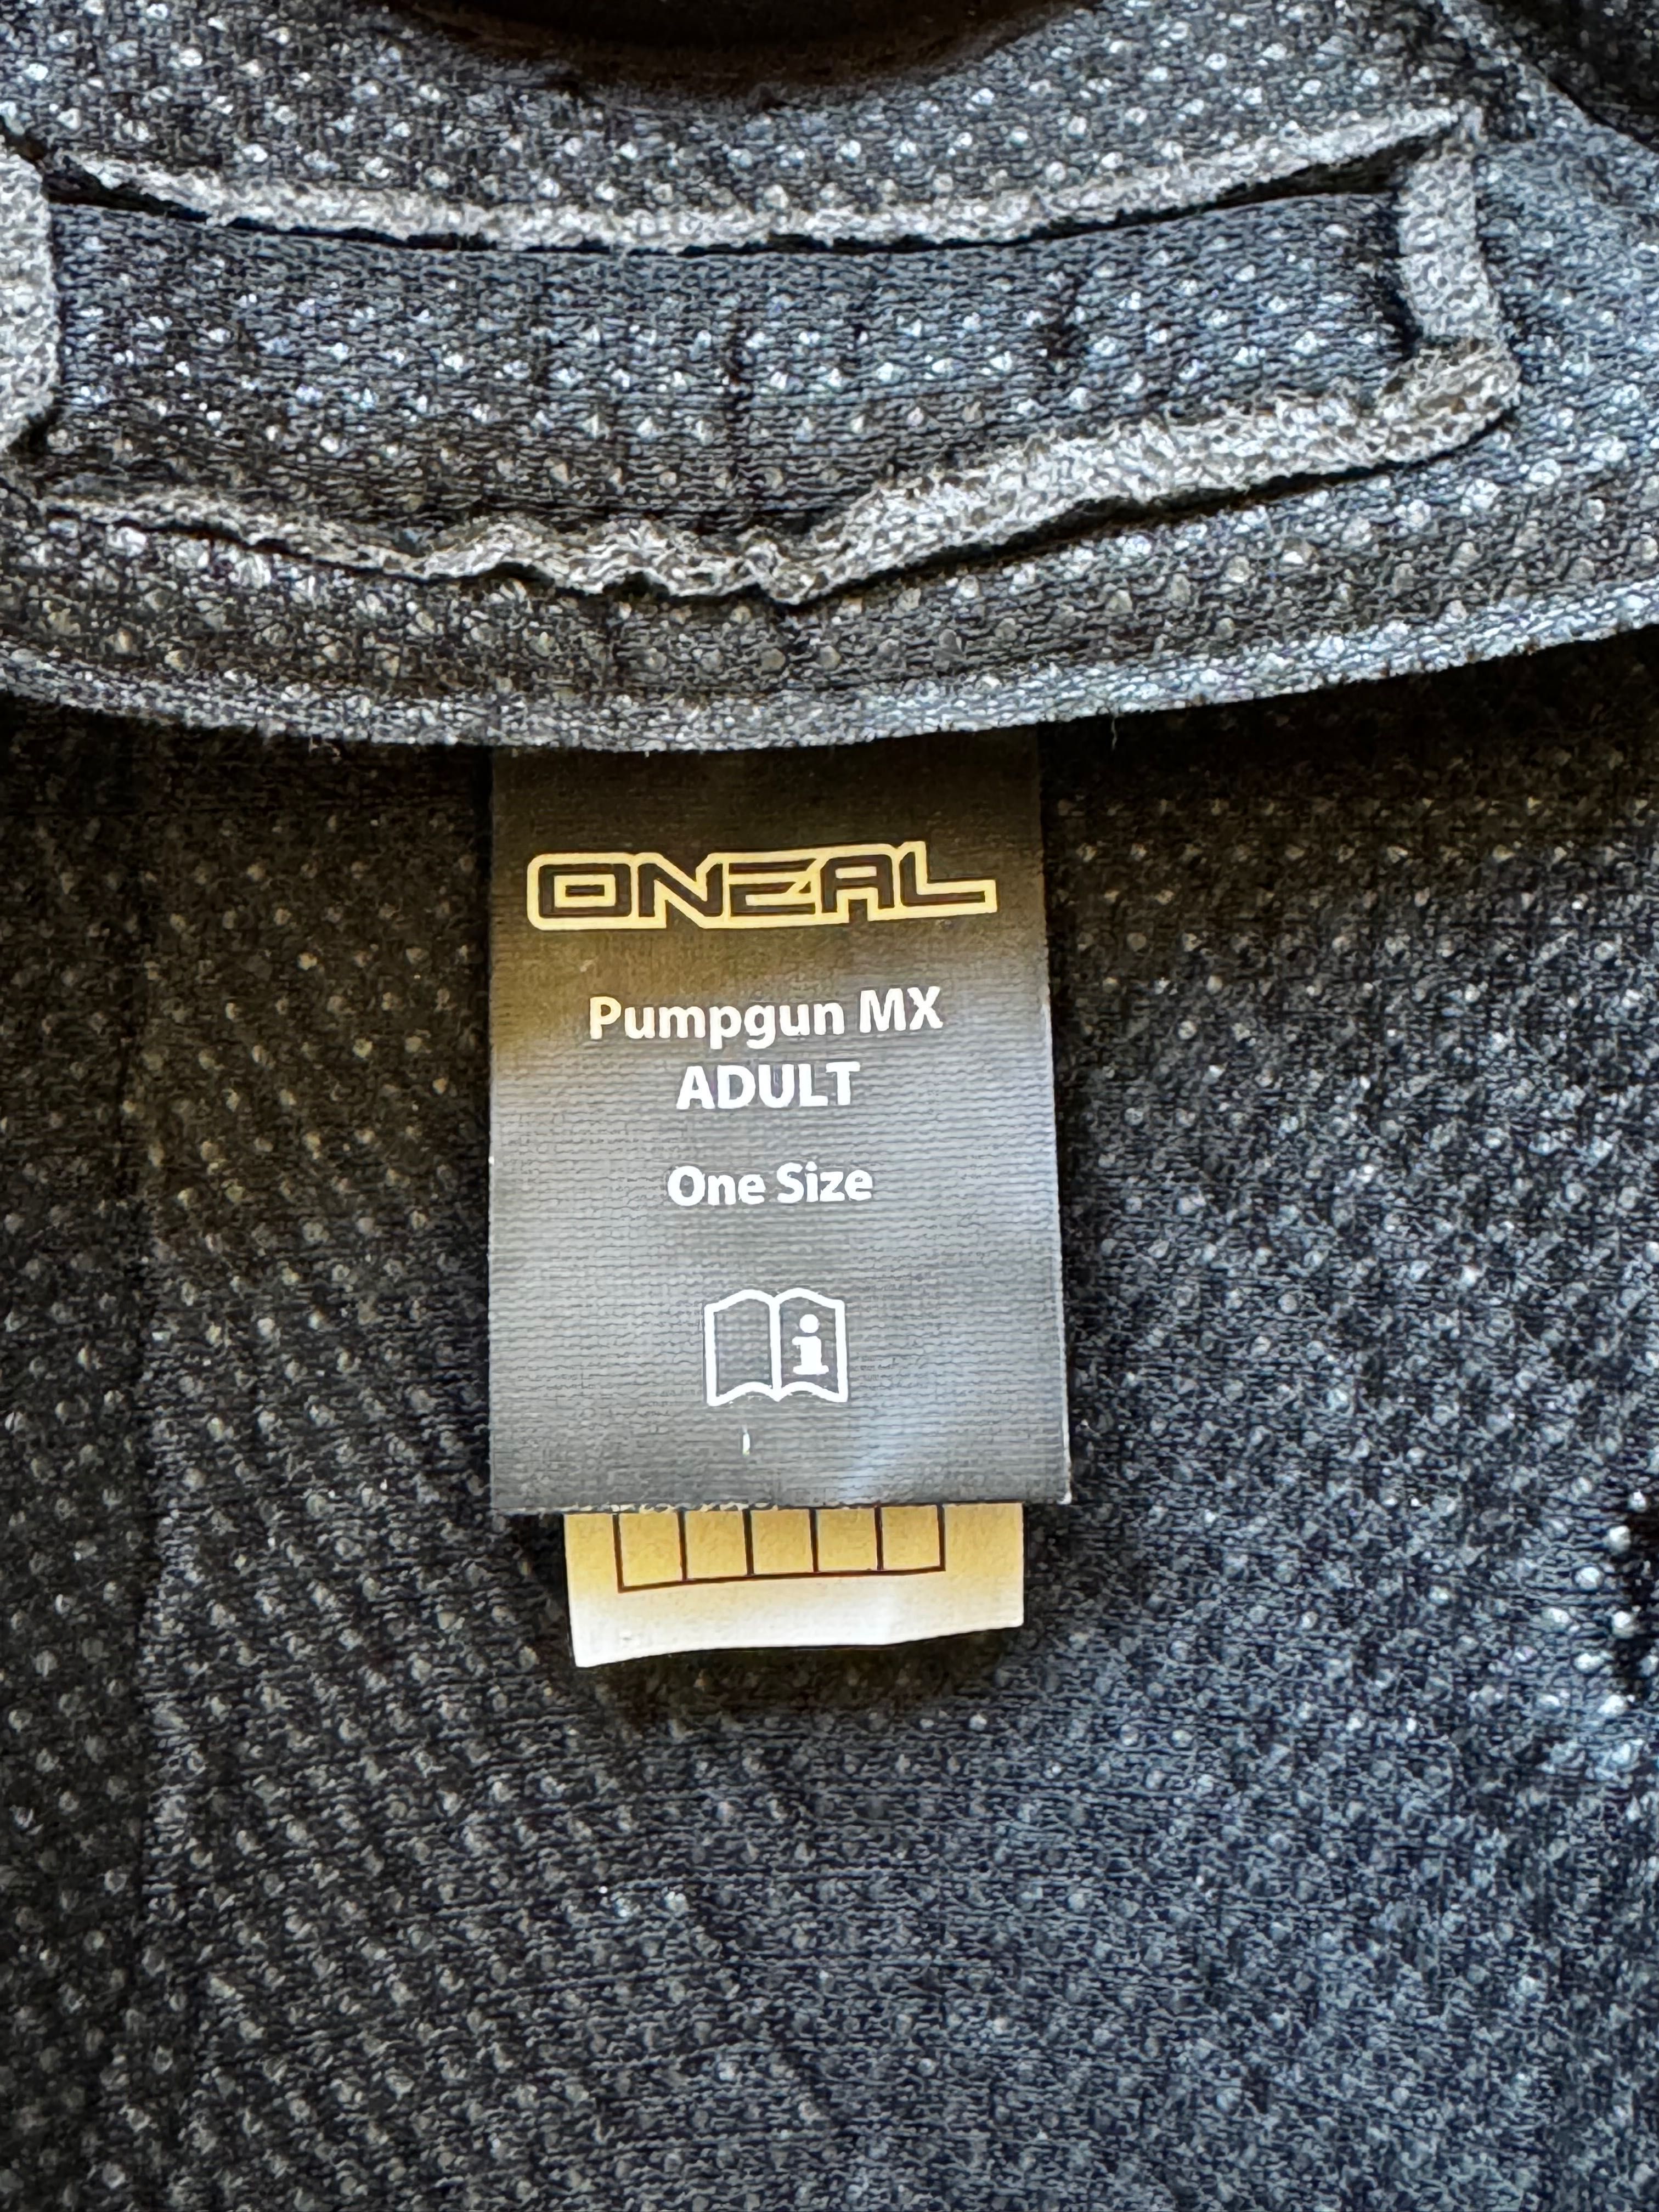 ONEAL
Pumpgun MX
ADULT
One Size
i